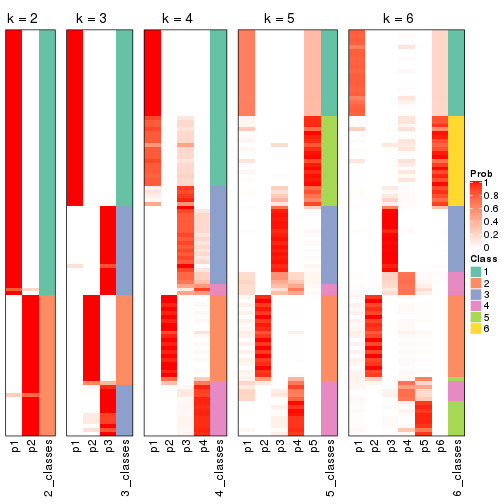 k = 2
k = 3
k = 4
k = 5
k = 6
Prob
1
0.8
0.6
0.4
0.2
0
Class
1
2
3
4
5
6
p1
p2
2_classes
p1
p2
p3
3_classes
p1
p2
p3
p4
4_classes
p1
p2
p3
p4
p5
5_classes
p1
p2
p3
p4
p5
p6
6_classes